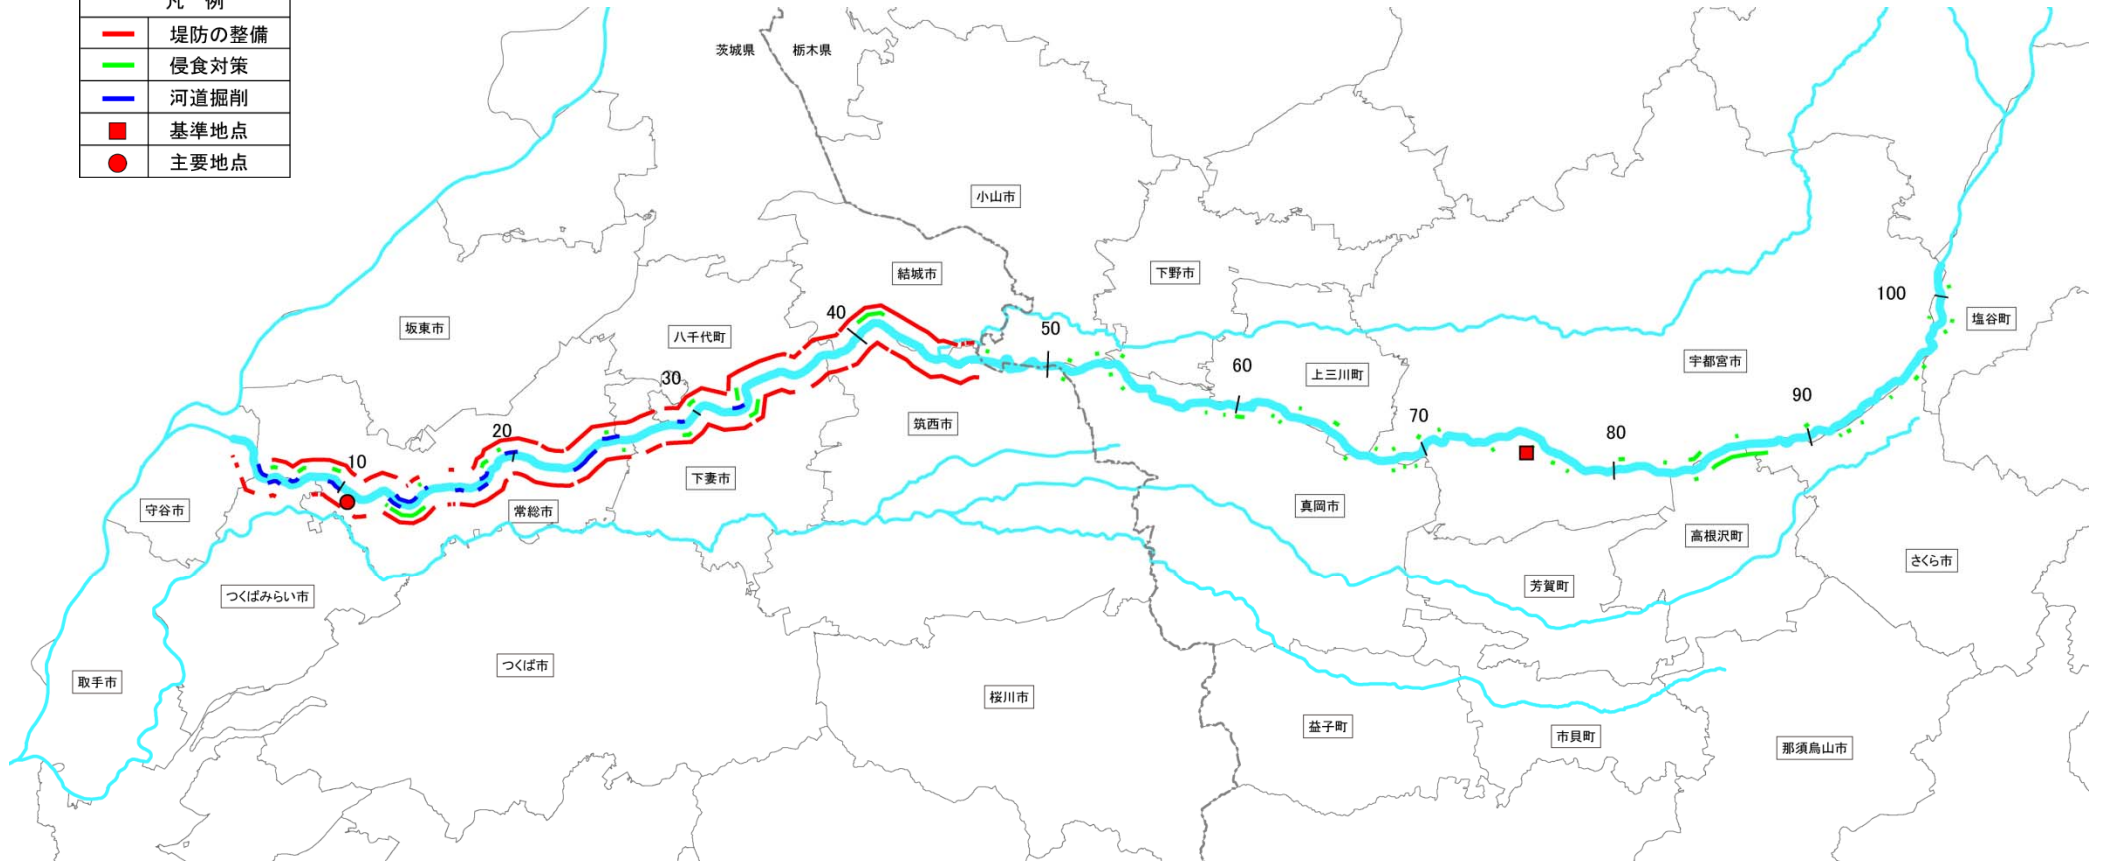 凡 例
堤防の整備
侵食対策
河道掘削
基準地点
主要地点
茨城県 栃木県
小山市
結城市
下野市
坂東市
八千代町
40
50
30
60
上三川町
宇都宮市
100
塩谷町
20
10
70
80
90
筑西市
下妻市
常総市
守谷市
真岡市
高根沢町
さくら市
芳賀町
つくばみらい市
つくば市
取手市
桜川市
益子町
市貝町
那須烏山市